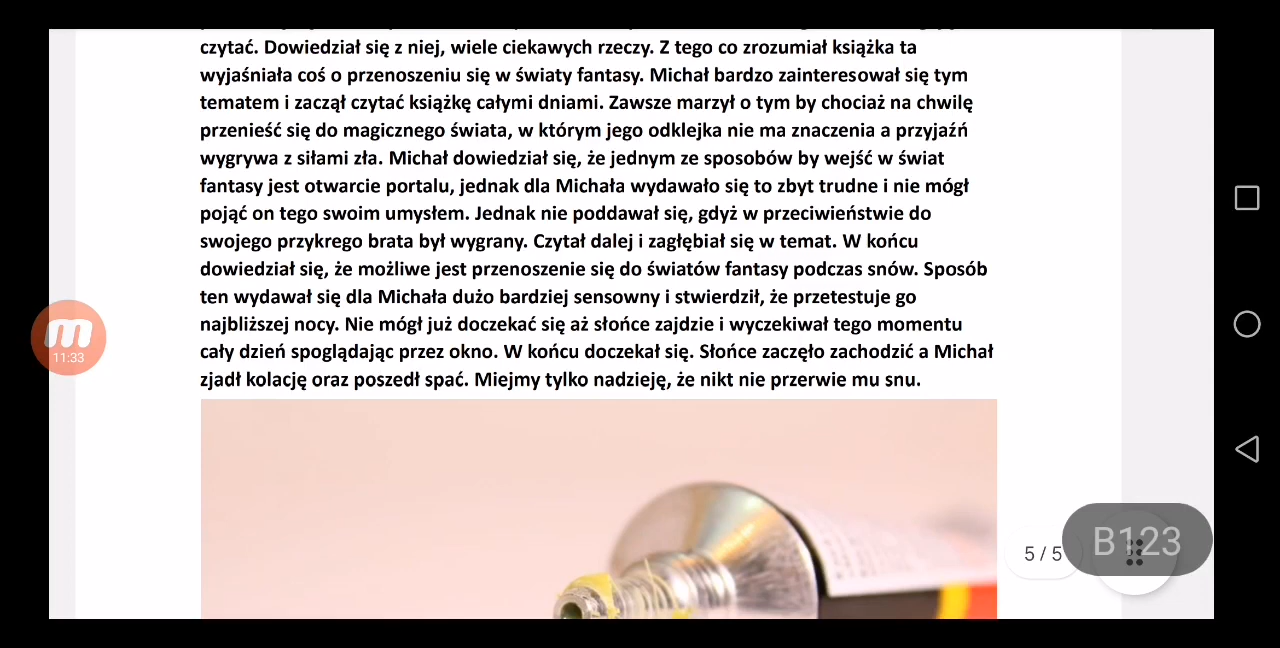 czytać. Dowiedział się z niej, wiele ciekawych rzeczy. Z tego co zrozumiał książka ta
wyjaśniała coś o przenoszeniu się w światy fantasy. Michał bardzo zainteresował się tym
tematem i zaczął czytać książkę całymi dniami. Zawsze marzył o tym by chociaż na chwilę
przenieść się do magicznego świata, w którym jego odklejka nie ma znaczenia a przyjaźń
wygrywa z siłami zła. Michał dowiedział się, że jednym ze sposobów by wejść w świat
fantasy jest otwarcie portalu, jednak dla Michała wydawało się to zbyt trudne i nie mógł
pojąć on tego swoim umysłem. Jednak nie poddawał się, gdyż w przeciwieństwie do
swojego przykrego brata był wygrany. Czytał dalej i zagłębiał się w temat. W końcu
dowiedział się, że możliwe jest przenoszenie się do światów fantasy podczas snów. Sposób
ten wydawał się dla Michała dużo bardziej sensowny i stwierdził, że przetestuje go
najbliższej nocy. Nie mógł już doczekać się aż słońce zajdzie i wyczekiwał tego momentu
cały dzień spoglądając przez okno. W końcu doczekał się. Słońce zaczęło zachodzić a Michał
zjadł kolację oraz poszedł spać. Miejmy tylko nadzieję, że nikt nie przerwie mu snu.
m
11:33
5 / 5
B123